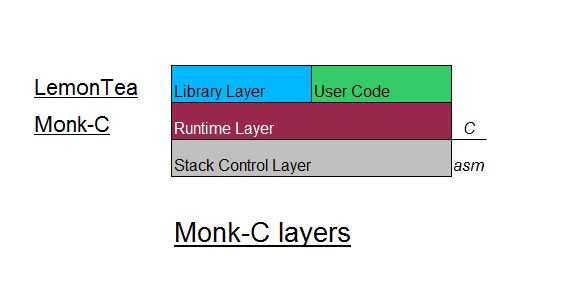 LemonTea
Library Layer
User Code
Monk-C
Runtime Layer
C
Stack Control Layer
asm
Monk-C layers